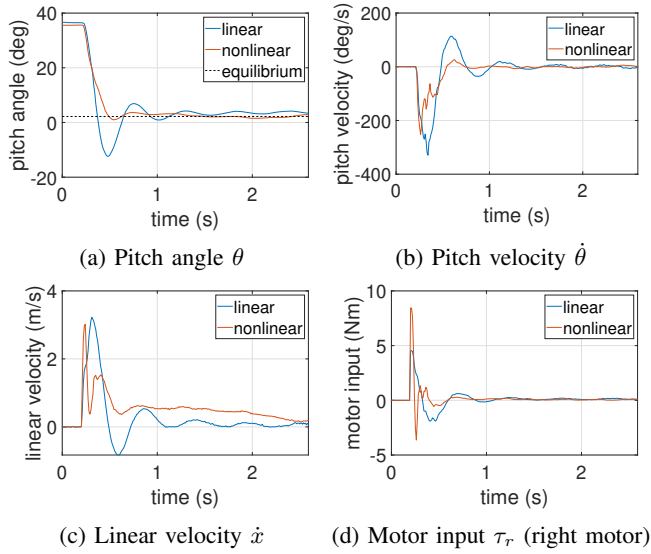 pitch angle (deg)
40
20
0
-20
0
1
2
time (s)
linear
nonlinear
equilibrium
(a) Pitch angle θ
pitch velocity (deg/s)
200
0
-200
-400
0
1
2
time (s)
linear
nonlinear
(b) Pitch velocity θ̇
linear velocity (m/s)
4
2
0
0
1
2
time (s)
linear
nonlinear
(c) Linear velocity ẋ
motor input (Nm)
10
5
0
-5
0
1
2
time (s)
linear
nonlinear
(d) Motor input τr (right motor)